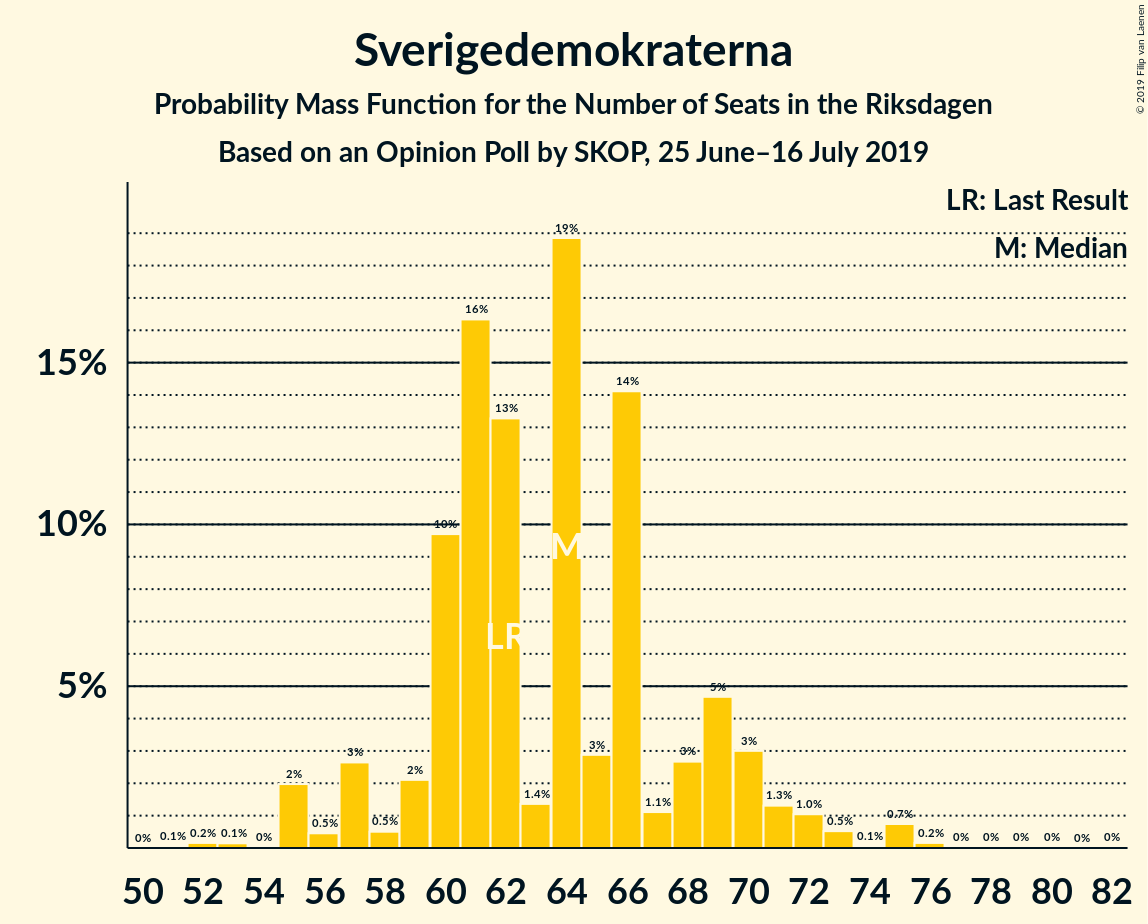 Sverigedemokraterna
Probability Mass Function for the Number of Seats in the Riksdagen
Based on an Opinion Poll by SKOP, 25 June–16 July 2019
© 2019 Filip van Laenen
LR: Last Result
M: Median
15%
10%
5%
0% 0.1% 0.2% 0.1% 0% 2% 0.5% 3% 0.5% 2% 10% 16% 13% 1.4% 19% 3% 14% 1.1% 3% 5% 3% 1.3% 1.0% 0.5% 0.1% 0.7% 0.2% 0% 0% 0% 0% 0% 0%
M
LR
50 52 54 56 58 60 62 64 66 68 70 72 74 76 78 80 82